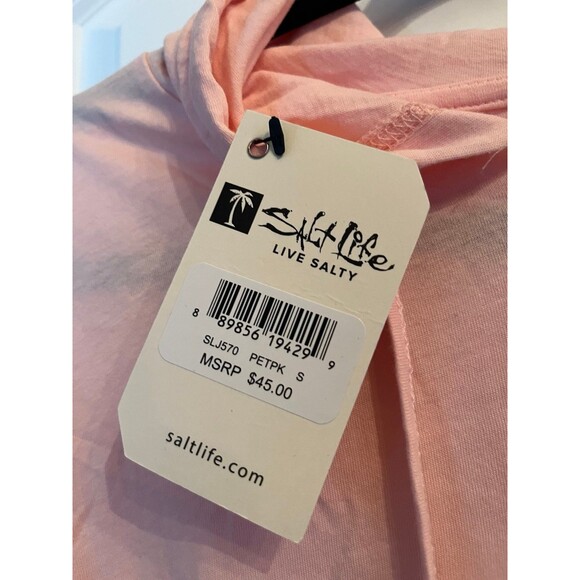 Salt Life
LIVE SALTY
8 89856 19429 9
SLJ570 PETPK S
MSRP $45.00
saltlife.com